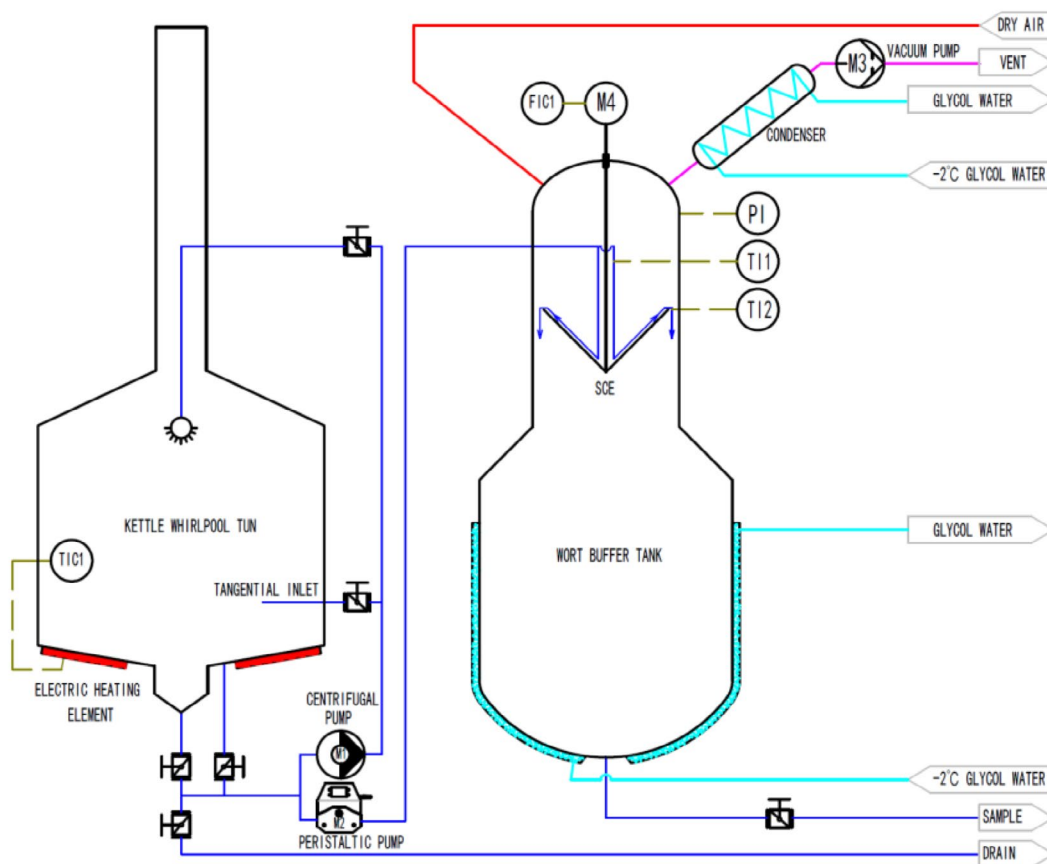 DRY AIR
VACUUM PUMP
M3
VENT
FIC1
M4
GLYCOL WATER
CONDENSER
-2℃ GLYCOL WATER
PI
TI1
TI2
SCE
KETTLE WHIRLPOOL TUN
WORT BUFFER TANK
GLYCOL WATER
TIC1
TANGENTIAL INLET
ELECTRIC HEATING
ELEMENT
CENTRIFUGAL
PUMP
M1
-2℃ GLYCOL WATER
M2
PERISTALTIC PUMP
SAMPLE
DRAIN